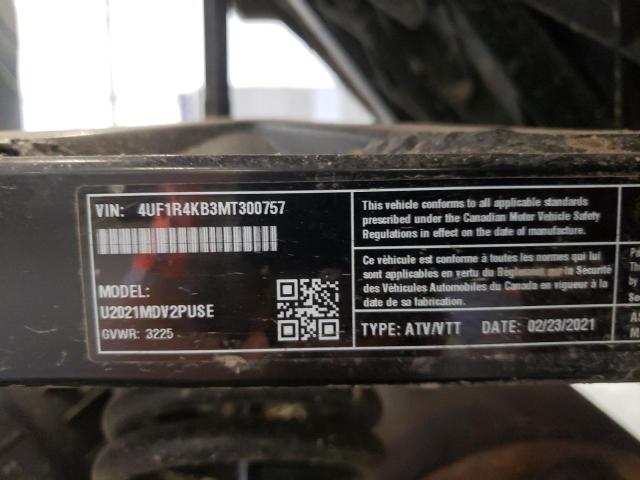 VIN: 4UF1R4KB3MT300757
MODEL:
U2021MDV2PUSE
GVWR: 3225
This vehicle conforms to all applicable standards
prescribed under the Canadian Motor Vehicle Safety
Regulations in effect on the date of manufacture.
Ce véhicule est conforme à toutes les normes qui lui
sont applicables en vertu du Règlement sur la Sécurité
des Véhicules Automobiles du Canada en vigueur à la
date de sa fabrication.
TYPE: ATV/VTT DATE: 02/23/2021